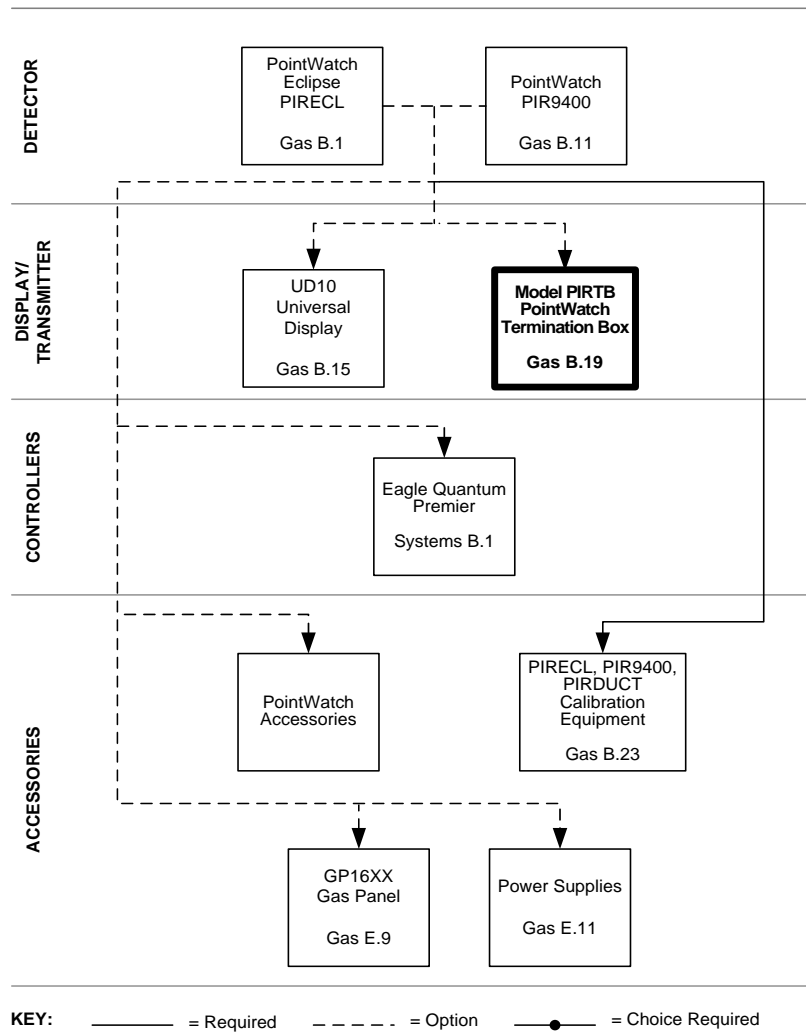 DETECTOR
PointWatch
Eclipse
PIRECL
Gas B.1
PointWatch
PIR9400
Gas B.11
DISPLAY/
TRANSMITTER
UD10
Universal
Display
Gas B.15
Model PIRTB
PointWatch
Termination Box
Gas B.19
CONTROLLERS
Eagle Quantum
Premier
Systems B.1
ACCESSORIES
PointWatch
Accessories
PIRECL, PIR9400,
PIRDUCT
Calibration
Equipment
Gas B.23
GP16XX
Gas Panel
Gas E.9
Power Supplies
Gas E.11
KEY: = Required = Option = Choice Required